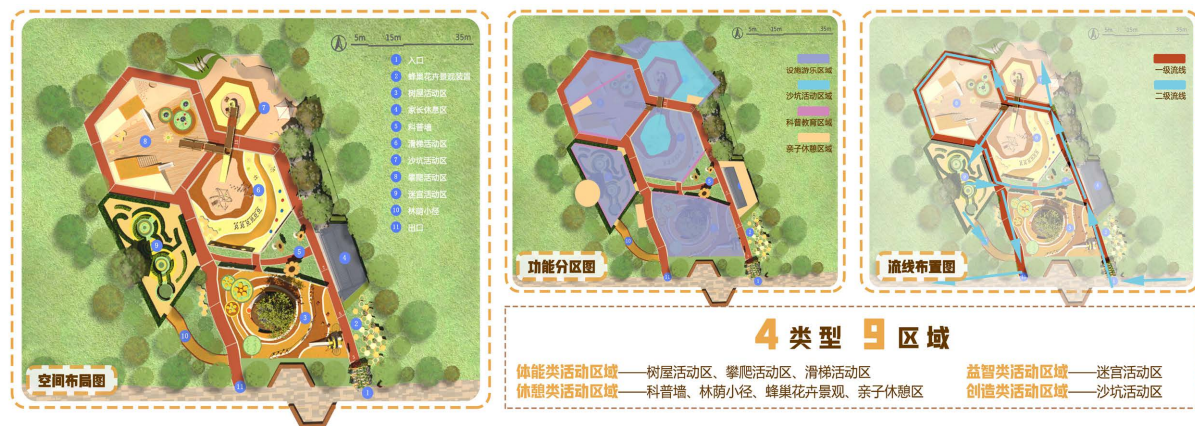 5m 15m 35m
1 入口
2 蜂巢花卉景观装置
3 树屋活动区
4 家长休息区
5 科普墙
6 滑梯活动区
7 沙坑活动区
8 攀爬活动区
9 迷宫活动区
10 林荫小径
11 出口
空间布局图
5m 15m 35m
设施游乐区域
沙坑活动区域
科普教育区域
亲子休憩区域
功能分区图
5m 15m 35m
一级流线
二级流线
流线布置图
4类型 9区域
体能类活动区域——树屋活动区、攀爬活动区、滑梯活动区
益智类活动区域——迷宫活动区
休憩类活动区域——科普墙、林荫小径、蜂巢花卉景观、亲子休憩区
创造类活动区域——沙坑活动区